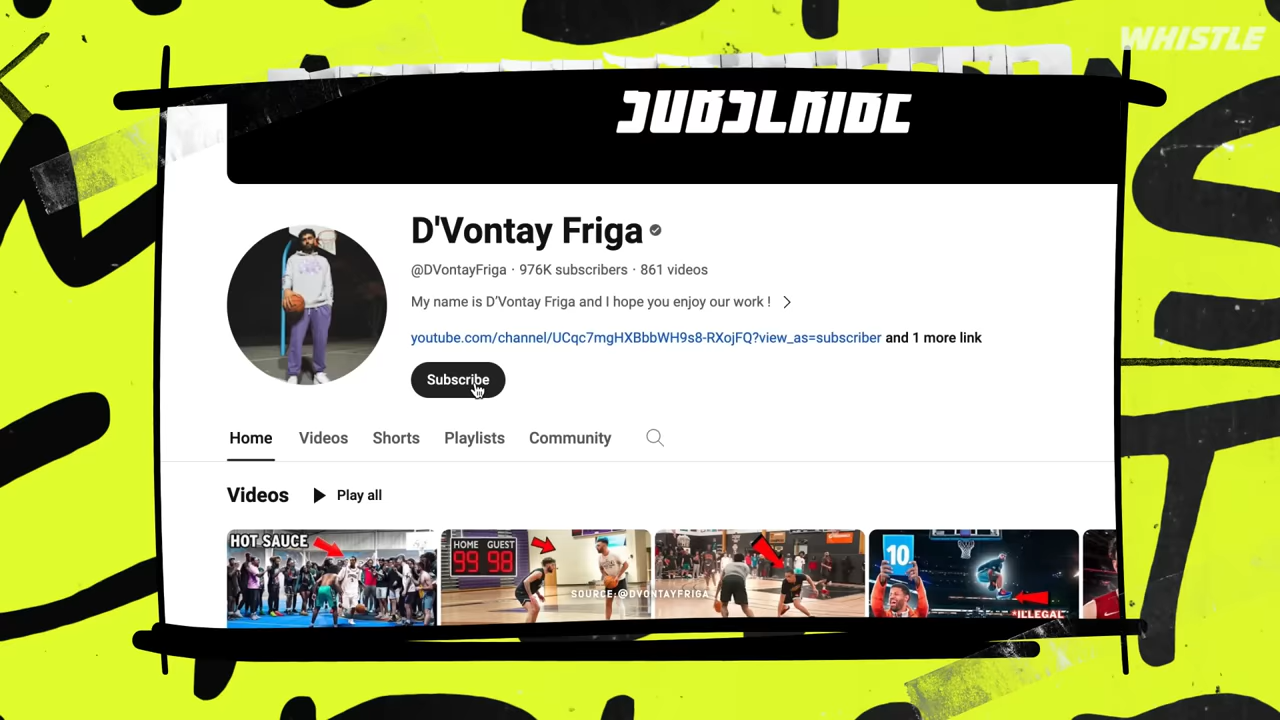 WHISTLE
SUBSCRIBE
D'Vontay Friga
@DVontayFriga · 976K subscribers · 861 videos
My name is D'Vontay Friga and I hope you enjoy our work !
youtube.com/channel/UCqc7mgHXBbbWH9s8-RXojFQ?view_as=subscriber and 1 more link
Subscribe
Home Videos Shorts Playlists Community
Videos Play all
HOT SAUCE
HOME GUEST
99 98
10
SOURCE:@DVONTAYFRIGA
*ILLEGAL